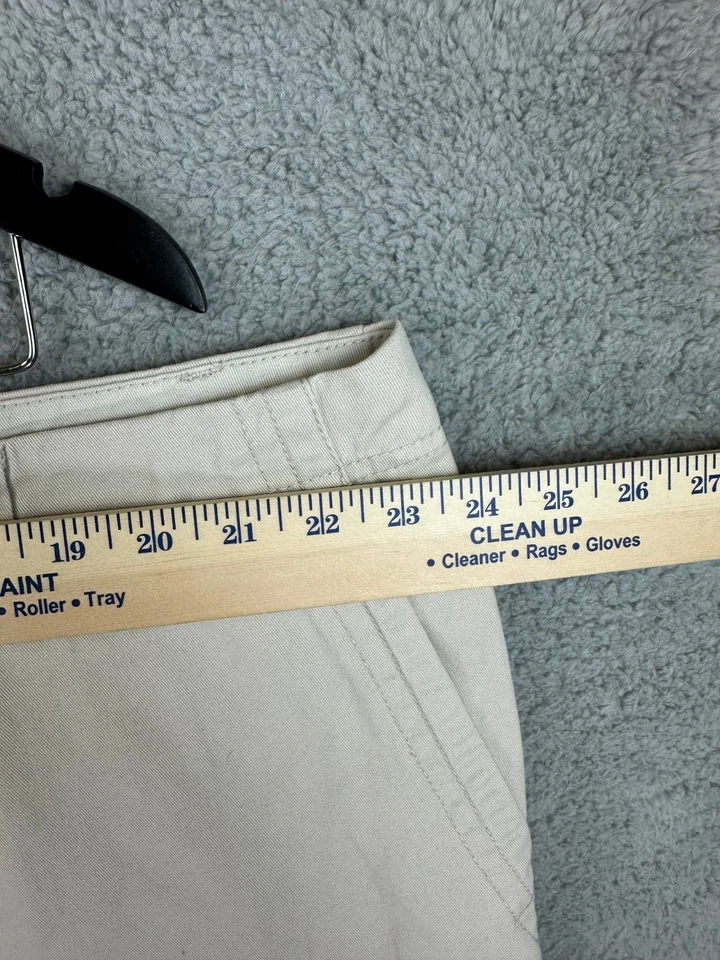 19 20 21 22 23 24 25 26 27
AINT
• Roller • Tray
CLEAN UP
• Cleaner • Rags • Gloves